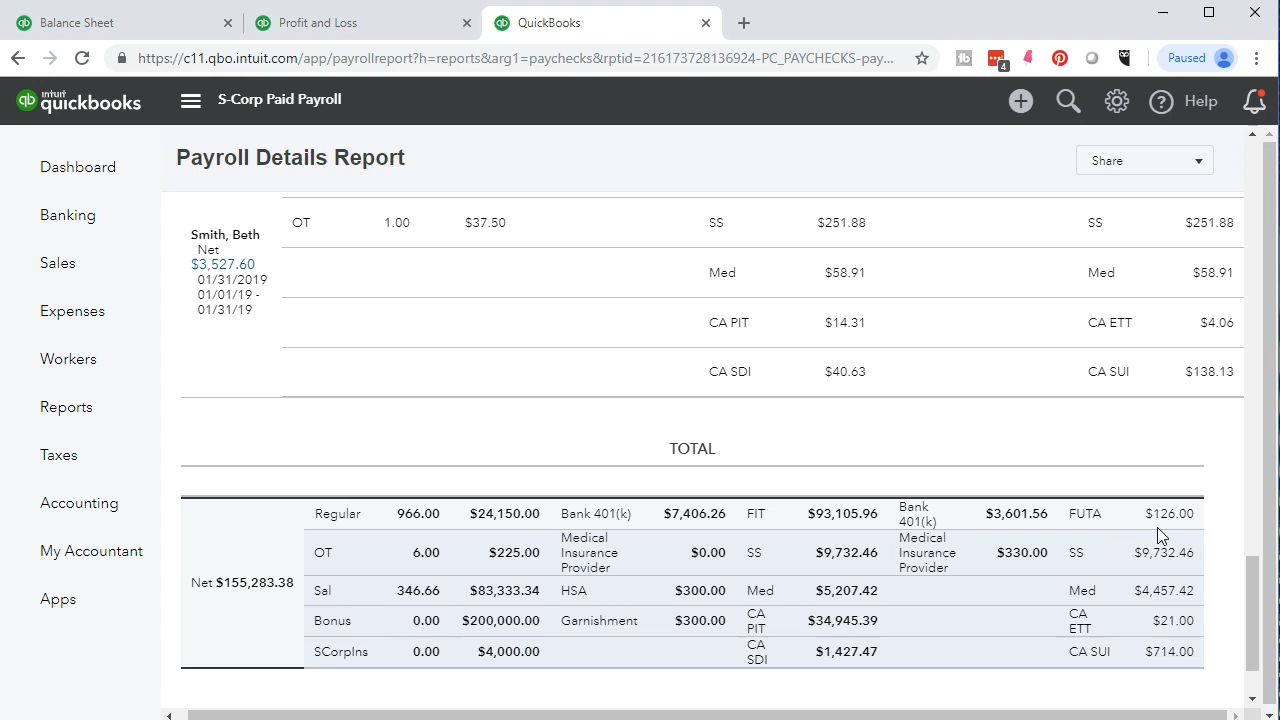 Balance Sheet
Profit and Loss
QuickBooks
https://c11.qbo.intuit.com/app/payrollreport?h=reports&arg1=paychecks&rptid=216173728136924-PC_PAYCHECKS-pay...
4
Paused
intuit
qb quickbooks
S-Corp Paid Payroll
Help
Dashboard
Banking
Sales
Expenses
Workers
Reports
Taxes
Accounting
My Accountant
Apps
Payroll Details Report
Share
Smith, Beth
Net
$3,527.60
01/31/2019
01/01/19 -
01/31/19
OT 1.00 $37.50 SS $251.88 SS $251.88
Med $58.91 Med $58.91
CA PIT $14.31 CA ETT $4.06
CA SDI $40.63 CA SUI $138.13
TOTAL
Net $155,283.38
Regular 966.00 $24,150.00 Bank 401(k) $7,406.26 FIT $93,105.96 Bank 401(k) $3,601.56 FUTA $126.00
OT 6.00 $225.00 Medical Insurance Provider $0.00 SS $9,732.46 Medical Insurance Provider $330.00 SS $9,732.46
Sal 346.66 $83,333.34 HSA $300.00 Med $5,207.42 Med $4,457.42
Bonus 0.00 $200,000.00 Garnishment $300.00 CA PIT $34,945.39 CA ETT $21.00
SCorpIns 0.00 $4,000.00 CA SDI $1,427.47 CA SUI $714.00